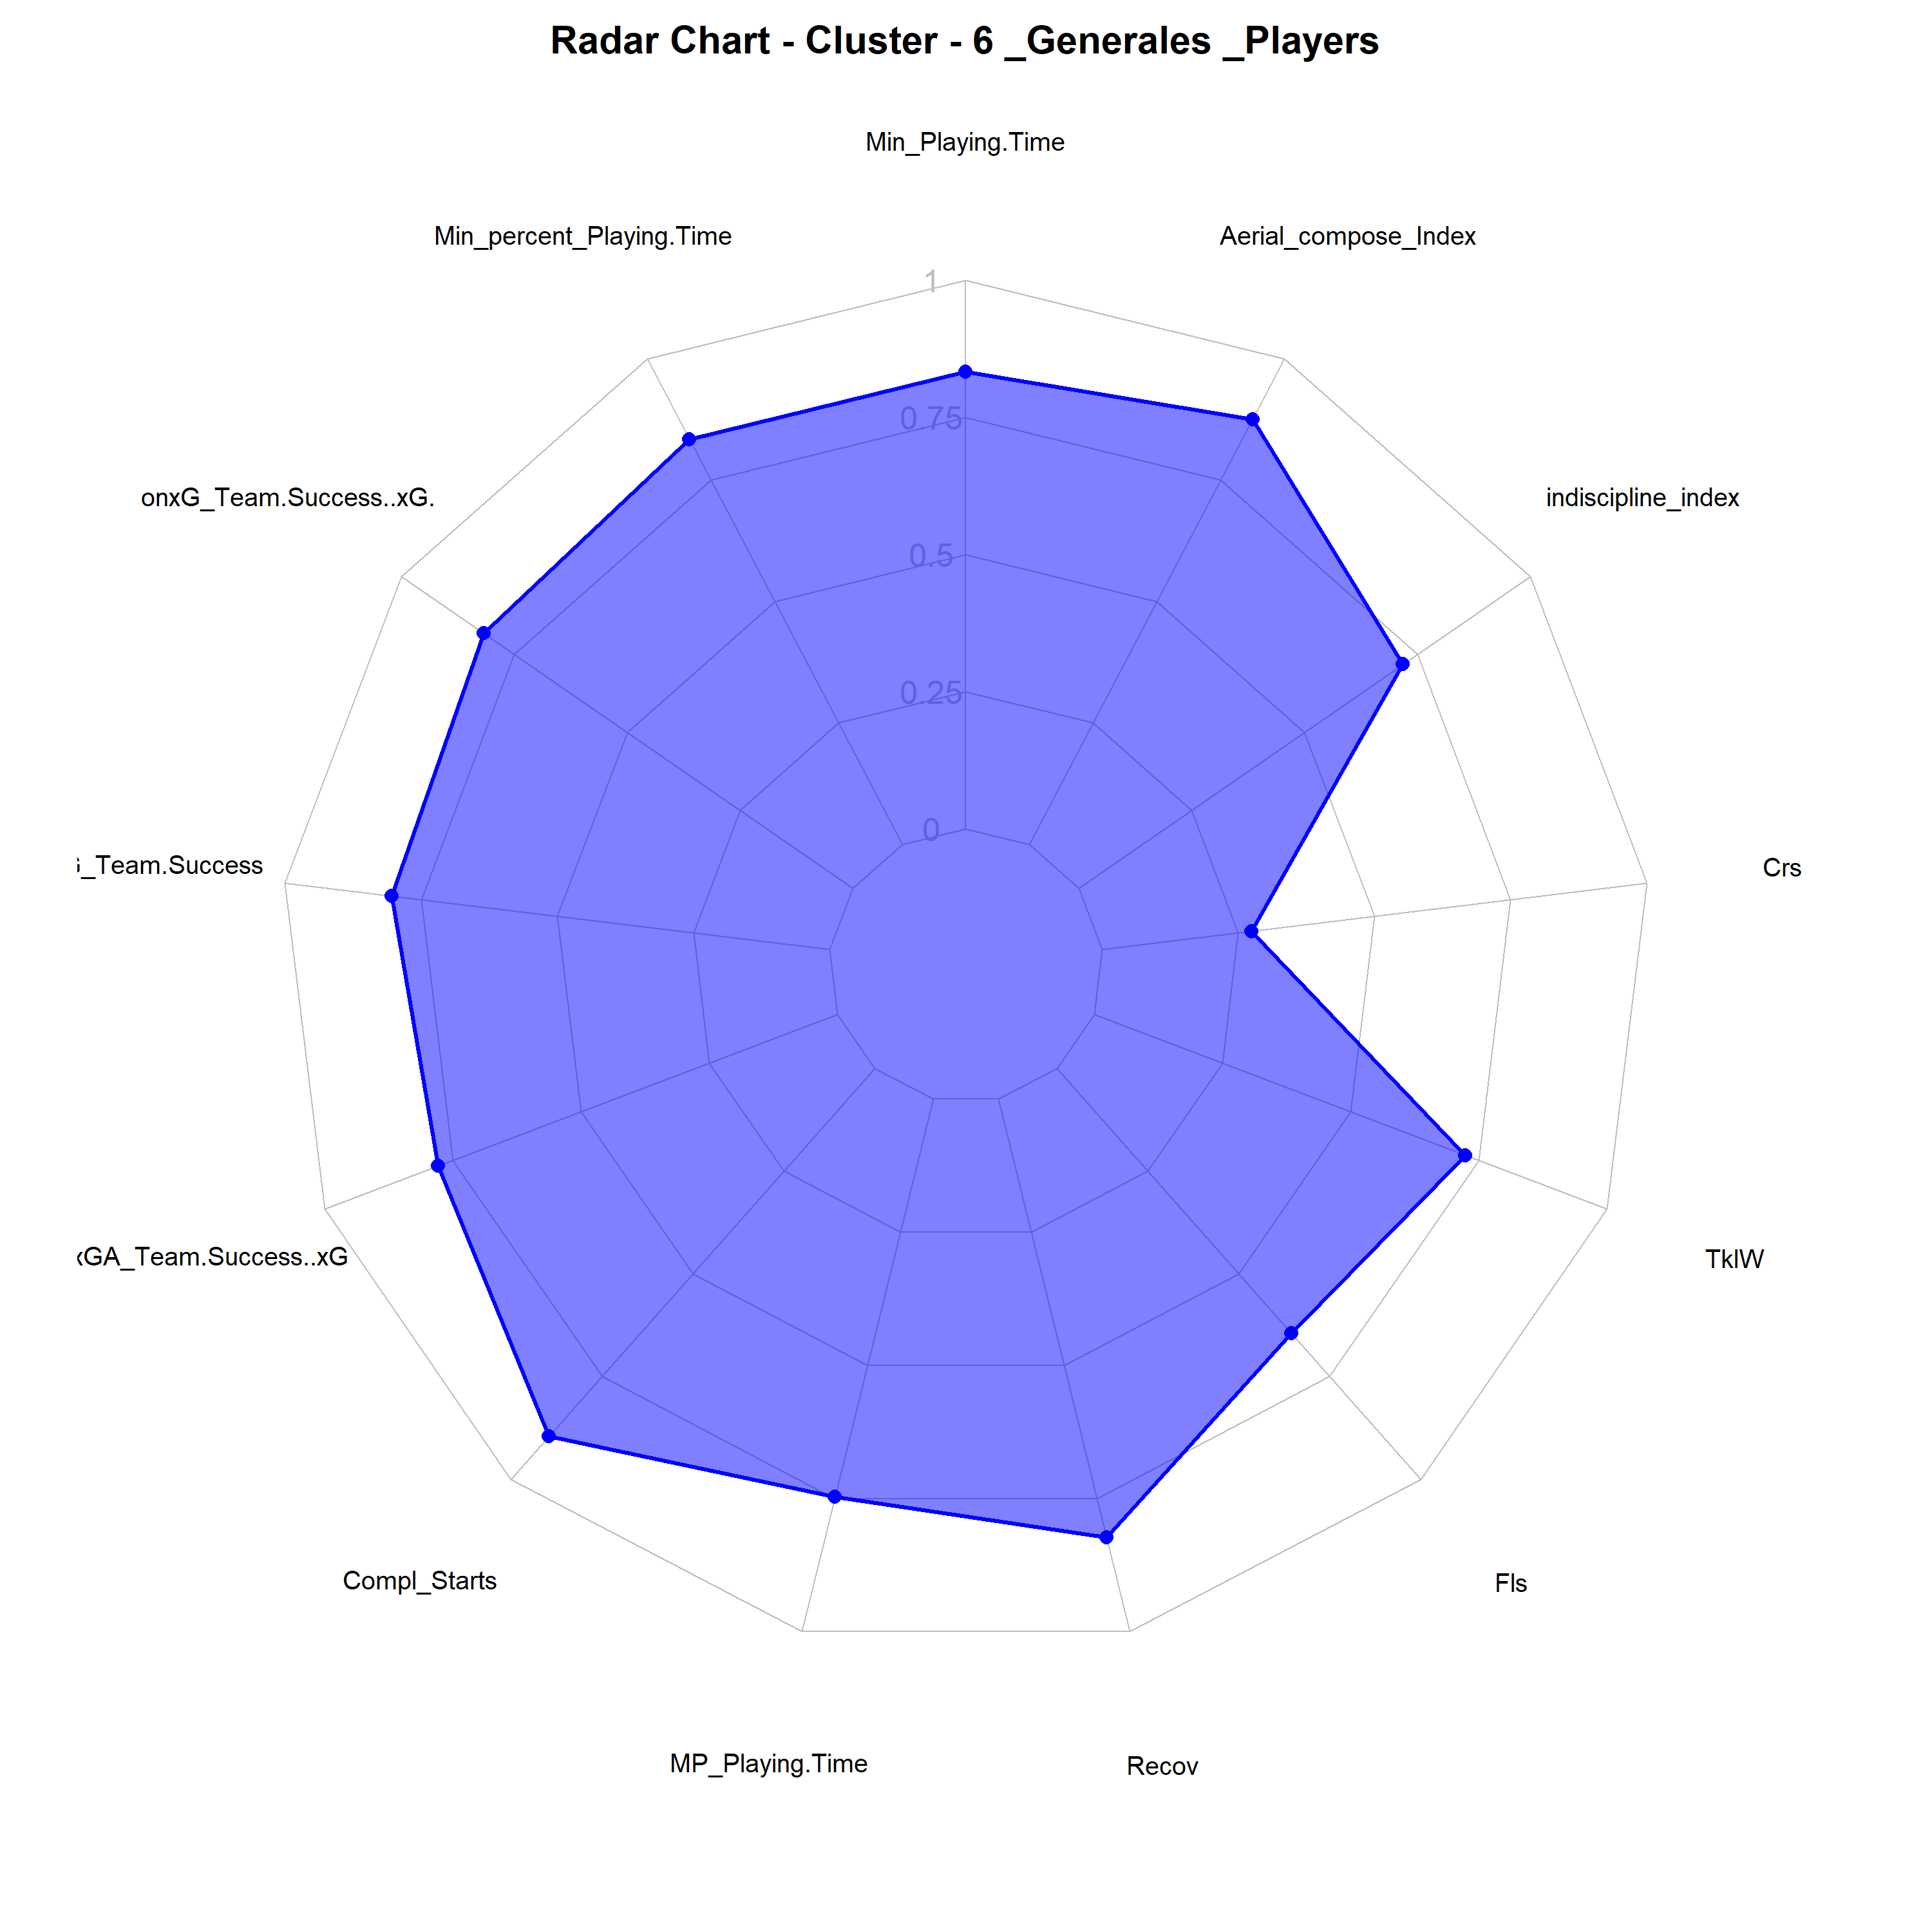 Radar Chart - Cluster - 6 _Generales _Players
Min_Playing.Time
Min_percent_Playing.Time
Aerial_compose_Index
1
0.75
onxG_Team.Success..xG.
indiscipline_index
0.5
0.25
0
_Team.Success
Crs
GA_Team.Success..xG
TklW
Compl_Starts
Fls
MP_Playing.Time
Recov